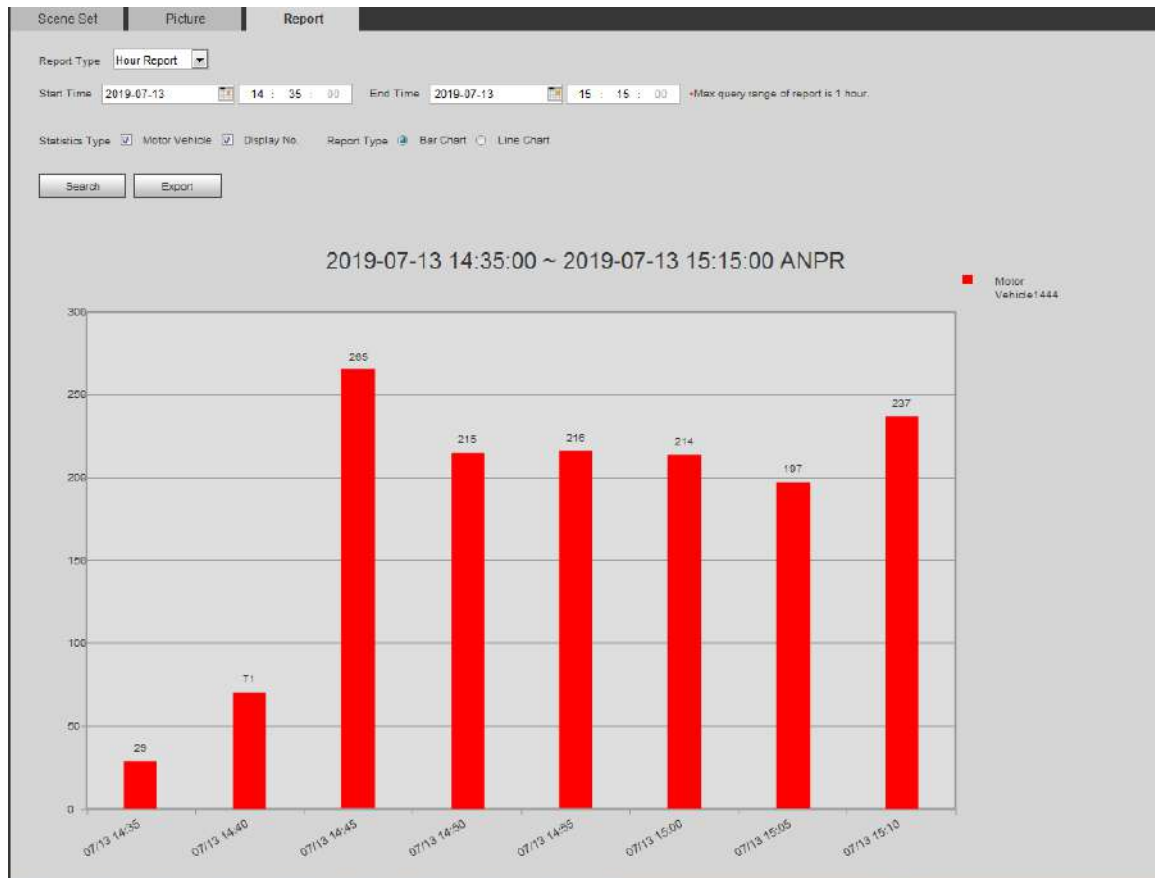 Scene Set Picture Report
Report Type Hour Report
Start Time 2019-07-13 14 : 35 : 00 End Time 2019-07-13 15 : 15 : 00 *Max query range of report is 1 hour.
Statistics Type Motor Vehicle Display No. Report Type Bar Chart Line Chart
Search Export
2019-07-13 14:35:00 ~ 2019-07-13 15:15:00 ANPR
Motor
Vehicle1444
300
265
250
237
215
216
214
200
197
150
100
71
50
29
0
07/13 14:35
07/13 14:40
07/13 14:45
07/13 14:50
07/13 14:55
07/13 15:00
07/13 15:05
07/13 15:10